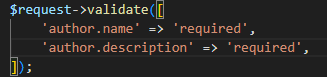 $request->validate([
    'author.name' => 'required',
    'author.description' => 'required',
]);